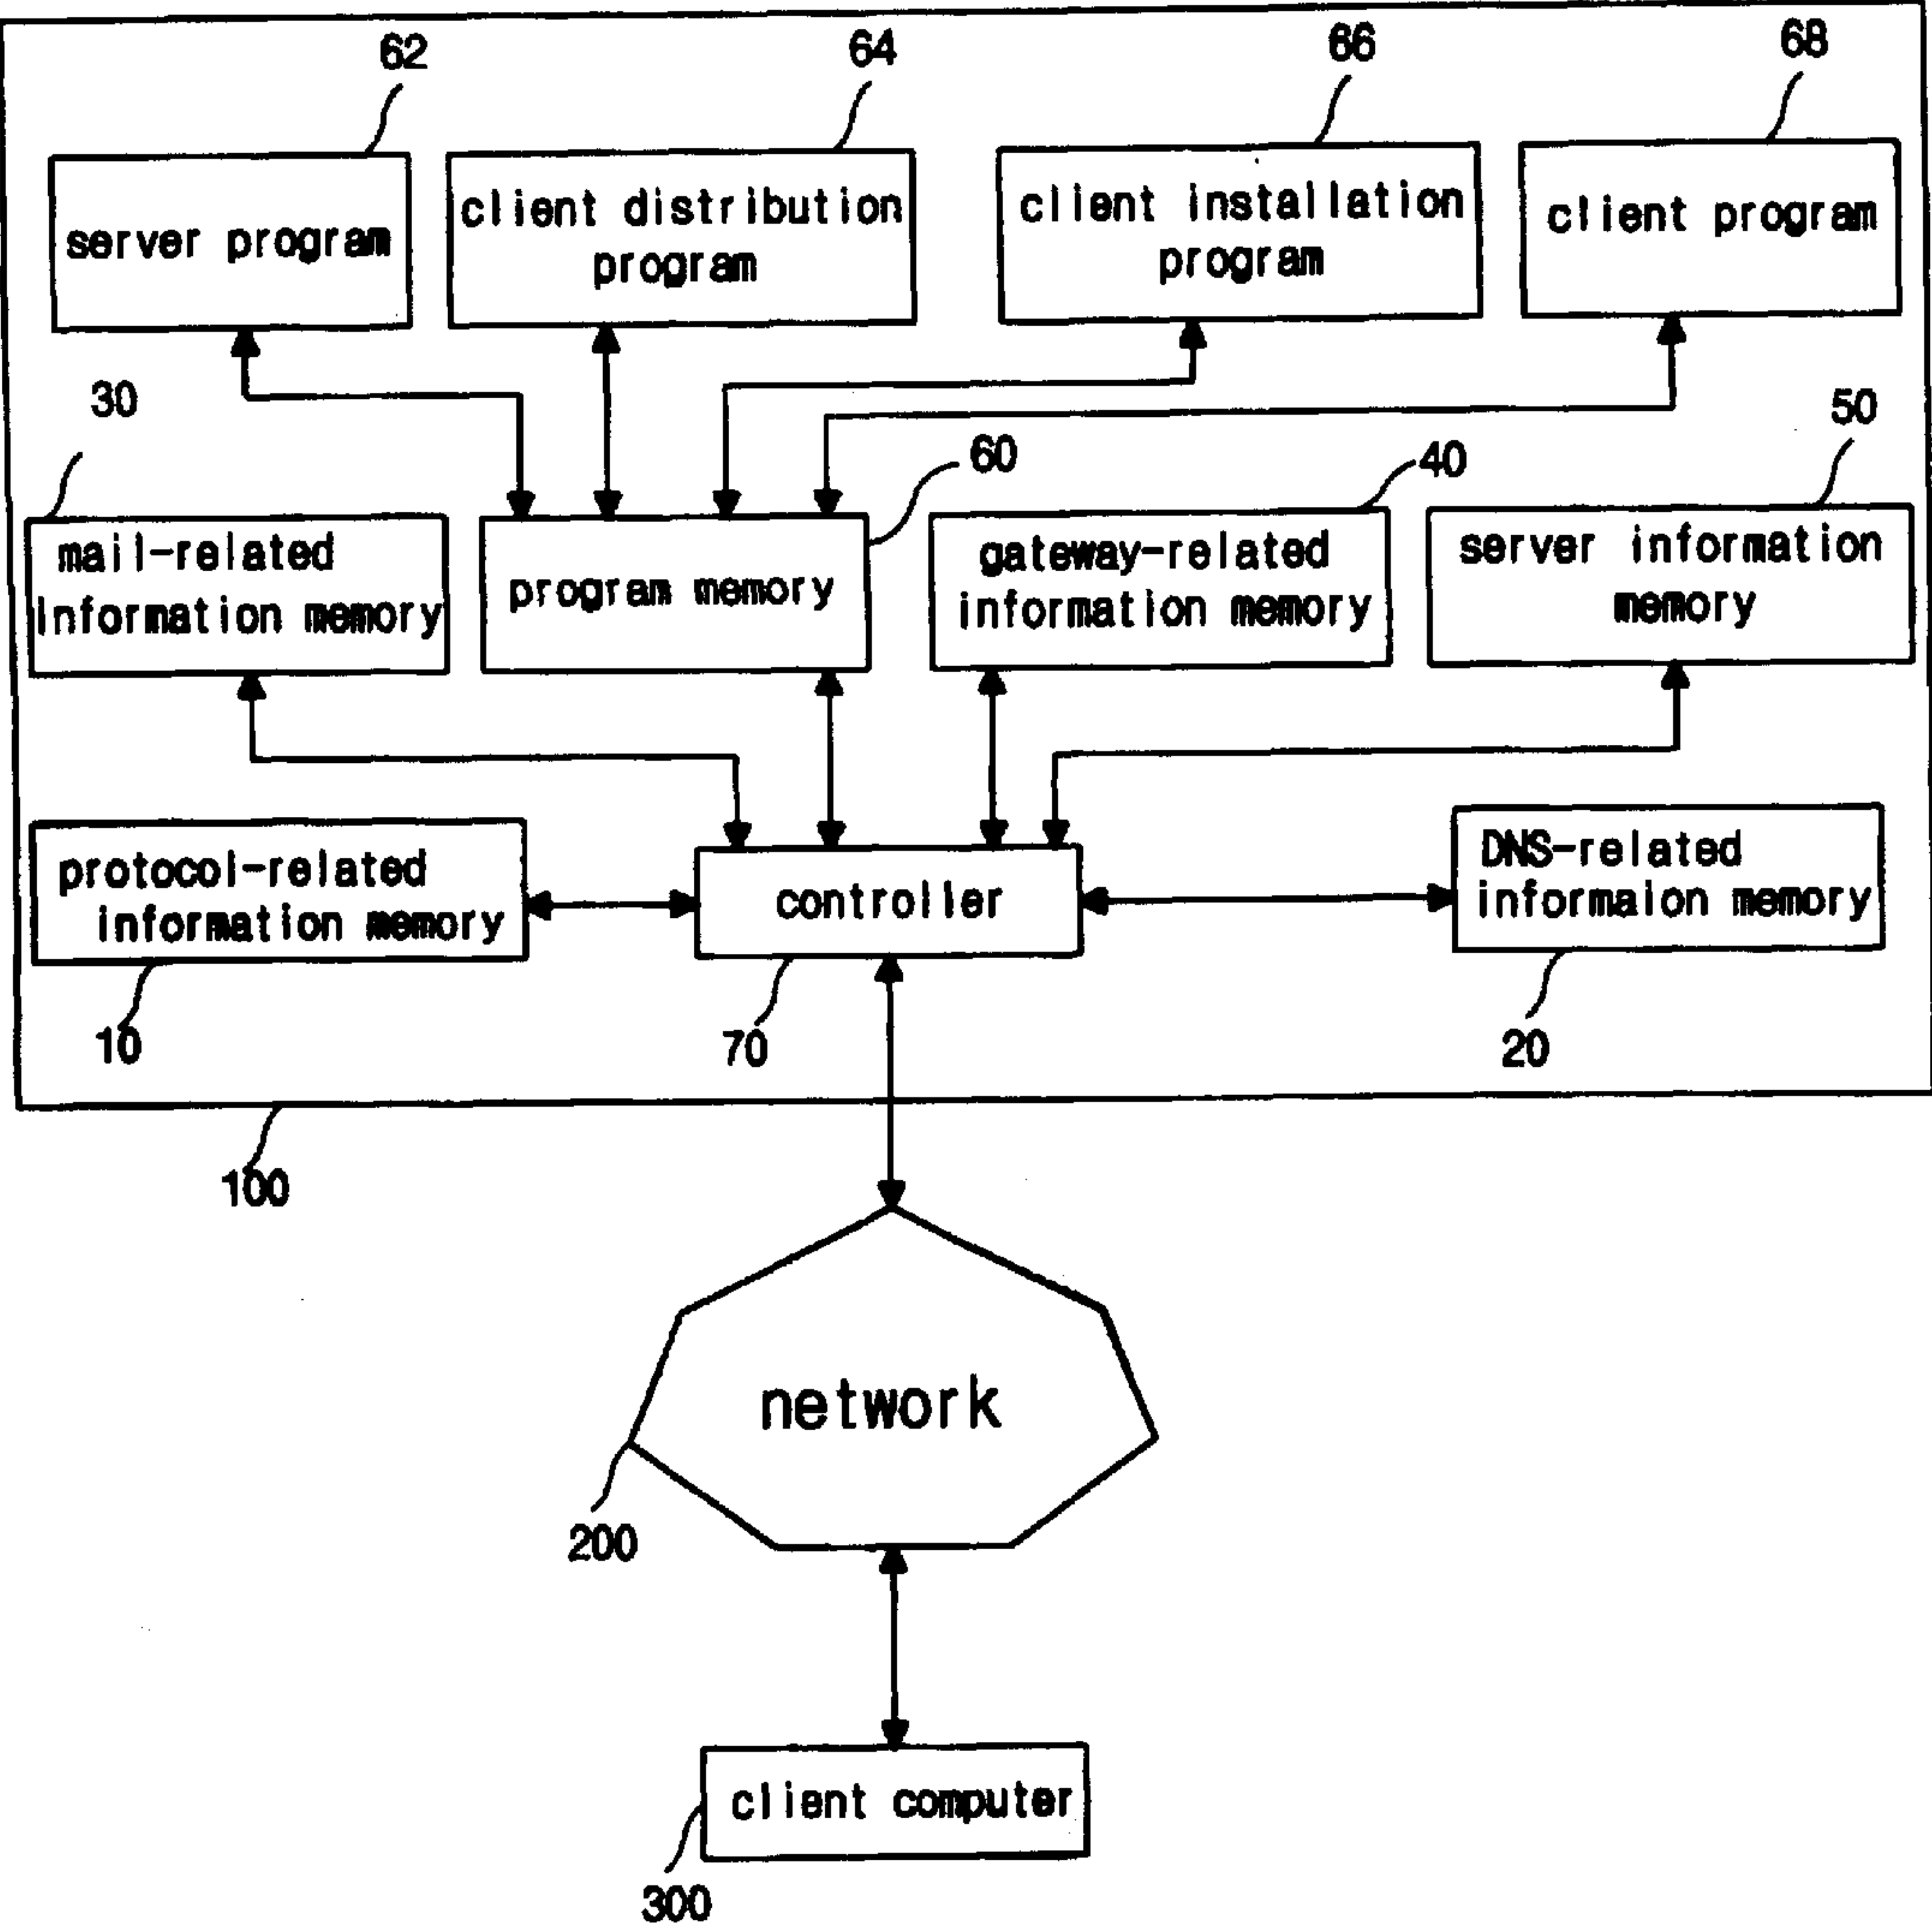 62
64
66
68
server program
client distribution
program
client installation
program
client program
30
60
40
50
mail-related
information memory
program memory
gateway-related
information memory
server information
memory
protocol-related
information memory
controller
DNS-related
informaion memory
10
70
20
100
network
200
client computer
300